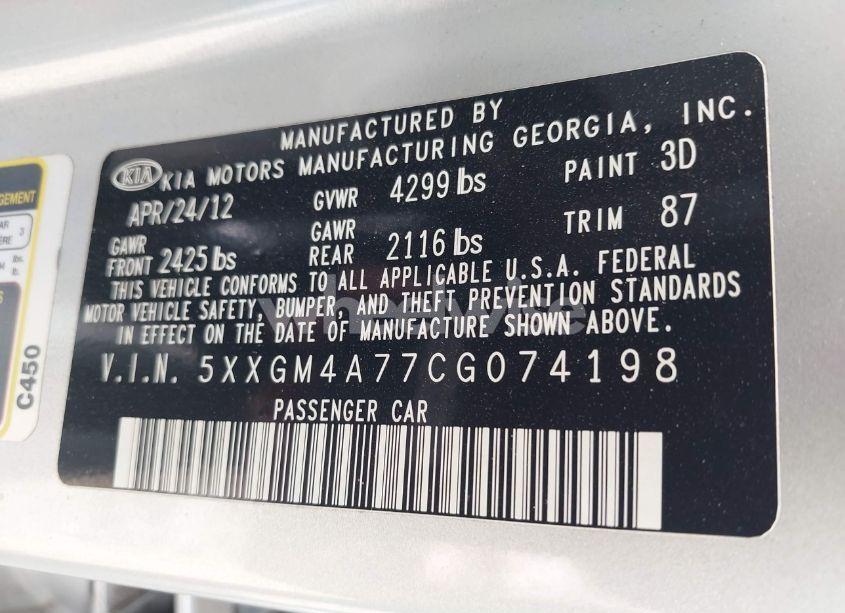 MANUFACTURED BY
KIA KIA MOTORS MANUFACTURING GEORGIA, INC.
APR/24/12 GVWR 4299 lbs PAINT 3D
GAWR FRONT 2425 lbs GAWR REAR 2116 lbs TRIM 87
THIS VEHICLE CONFORMS TO ALL APPLICABLE U.S.A. FEDERAL
MOTOR VEHICLE SAFETY, BUMPER, AND THEFT PREVENTION STANDARDS
IN EFFECT ON THE DATE OF MANUFACTURE SHOWN ABOVE.
V.I.N. 5XXGM4A77CG074198
PASSENGER CAR
C450